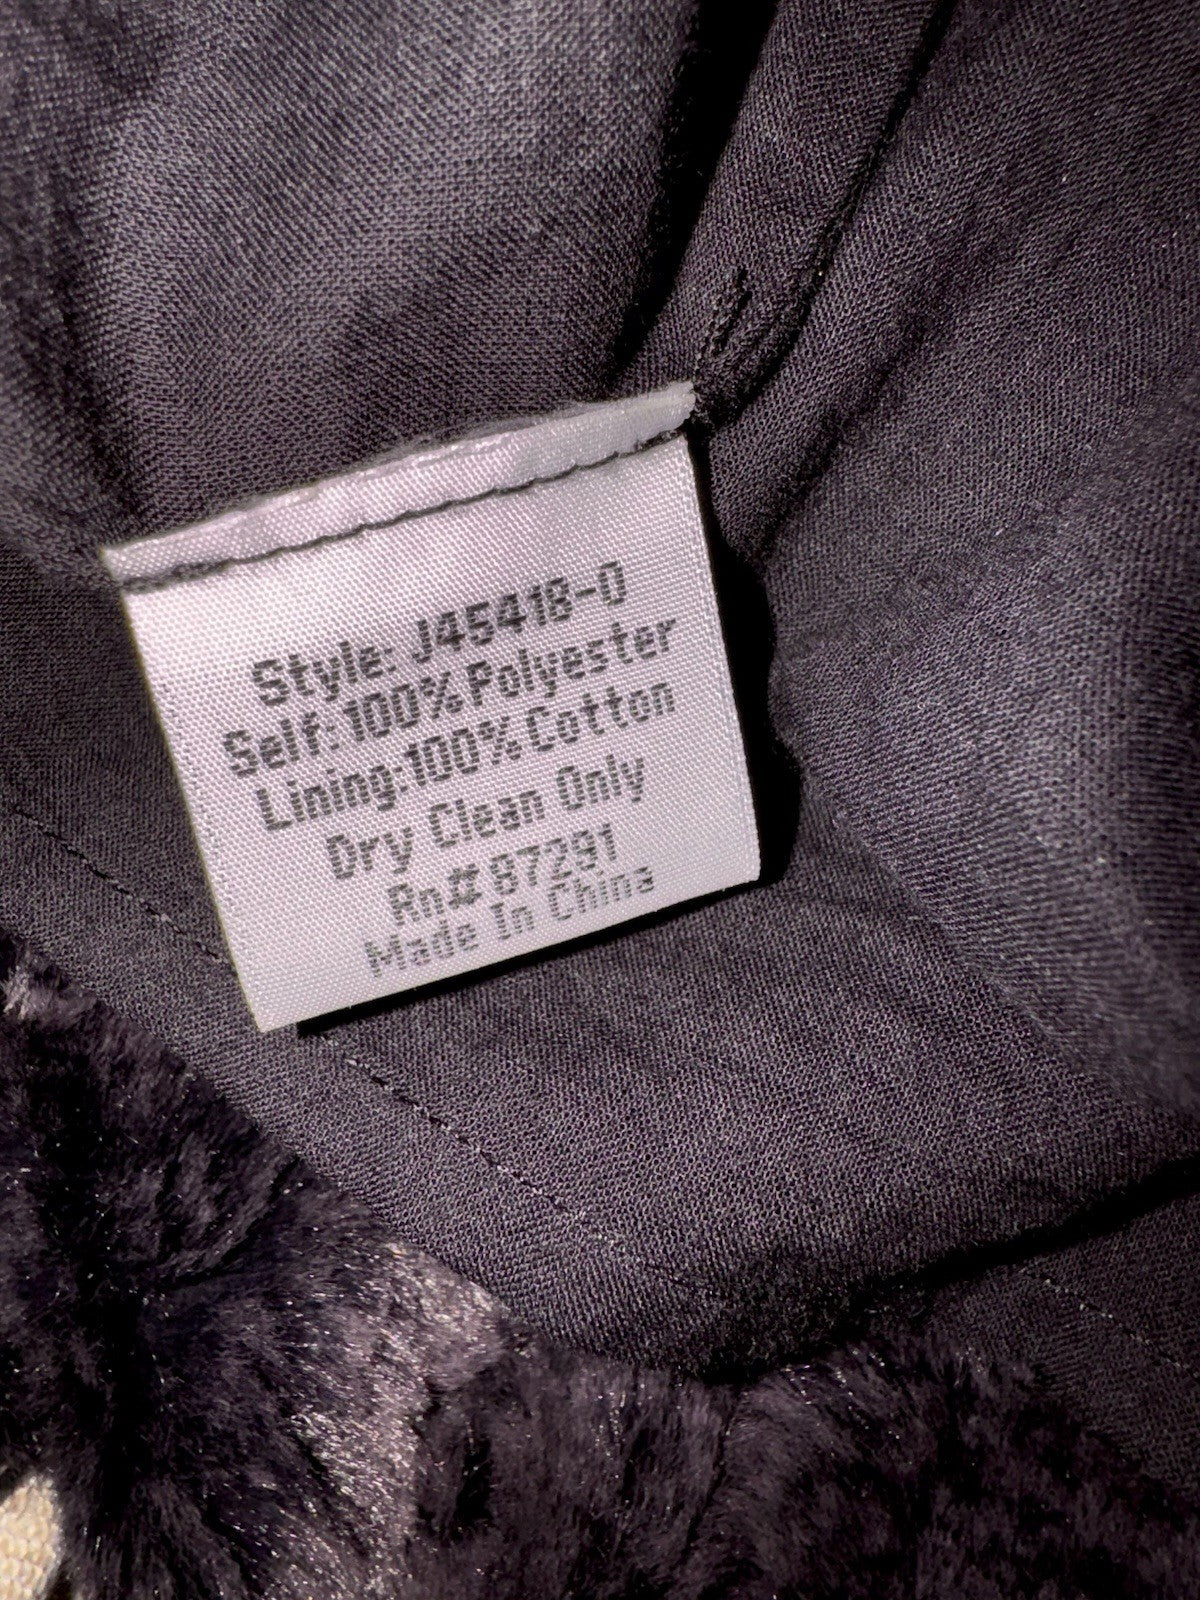 Style: J45418-0
Self:100% Polyester
Lining:100% Cotton
Dry Clean Only
Rn# 87291
Made In China